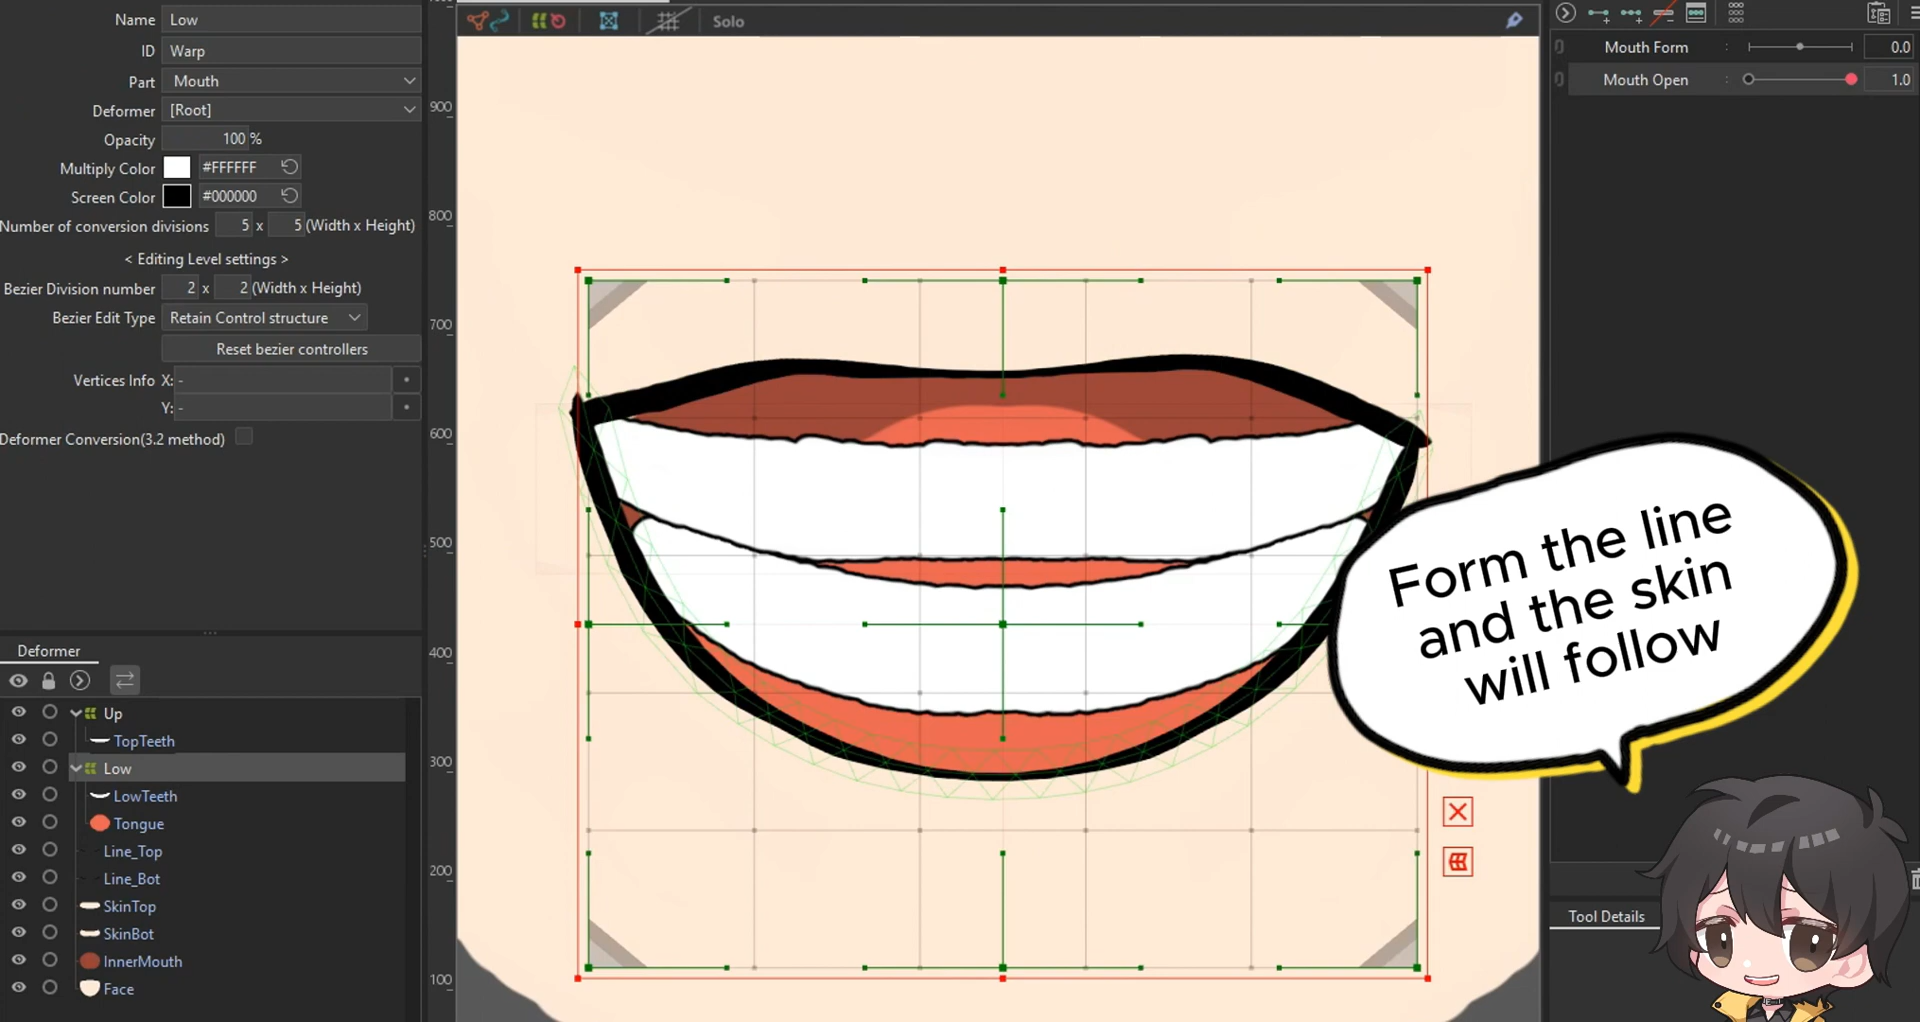 Name Low
ID Warp
Part Mouth
Deformer [Root]
Opacity 100 %
Multiply Color #FFFFFF
Screen Color #000000
Number of conversion divisions 5 x 5 (Width x Height)
< Editing Level settings >
Bezier Division number 2 x 2 (Width x Height)
Bezier Edit Type Retain Control structure
Reset bezier controllers
Vertices Info X: -
Y: -
Deformer Conversion(3.2 method)
Deformer
Up
TopTeeth
Low
LowTeeth
Tongue
Line_Top
Line_Bot
SkinTop
SkinBot
InnerMouth
Face
Solo
900
800
700
600
500
400
300
200
100
Mouth Form : 0.0
Mouth Open : 1.0
Form the line
and the skin
will follow
Tool Details